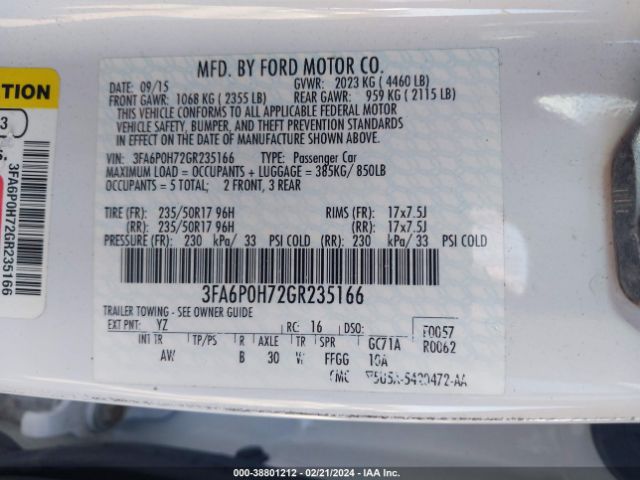 MFD. BY FORD MOTOR CO.
DATE: 09/15 GVWR: 2023 KG ( 4460 LB)
FRONT GAWR: 1068 KG ( 2355 LB) REAR GAWR: 959 KG ( 2115 LB)
THIS VEHICLE CONFORMS TO ALL APPLICABLE FEDERAL MOTOR
VEHICLE SAFETY, BUMPER, AND THEFT PREVENTION STANDARDS
IN EFFECT ON THE DATE OF MANUFACTURE SHOWN ABOVE.
VIN: 3FA6P0H72GR235166 TYPE: Passenger Car
MAXIMUM LOAD = OCCUPANTS + LUGGAGE = 385KG/ 850LB
OCCUPANTS = 5 TOTAL; 2 FRONT, 3 REAR
TIRE (FR): 235/50R17 96H RIMS (FR): 17x7.5J
(RR): 235/50R17 96H (RR): 17x7.5J
PRESSURE (FR): 230 kPa/ 33 PSI COLD (RR): 230 kPa/ 33 PSI COLD
3FA6P0H72GR235166
TRAILER TOWING - SEE OWNER GUIDE
EXT PNT: YZ RC: 16 DSO: F0057
INT TR TP/PS R AXLE TR SPR GC71A R0062
AW B 30 W FFGG 10A
5U5A-5420472-AA
TION
3
3FA6P0H72GR235166
000-38801212 - 02/21/2024 - IAA Inc.